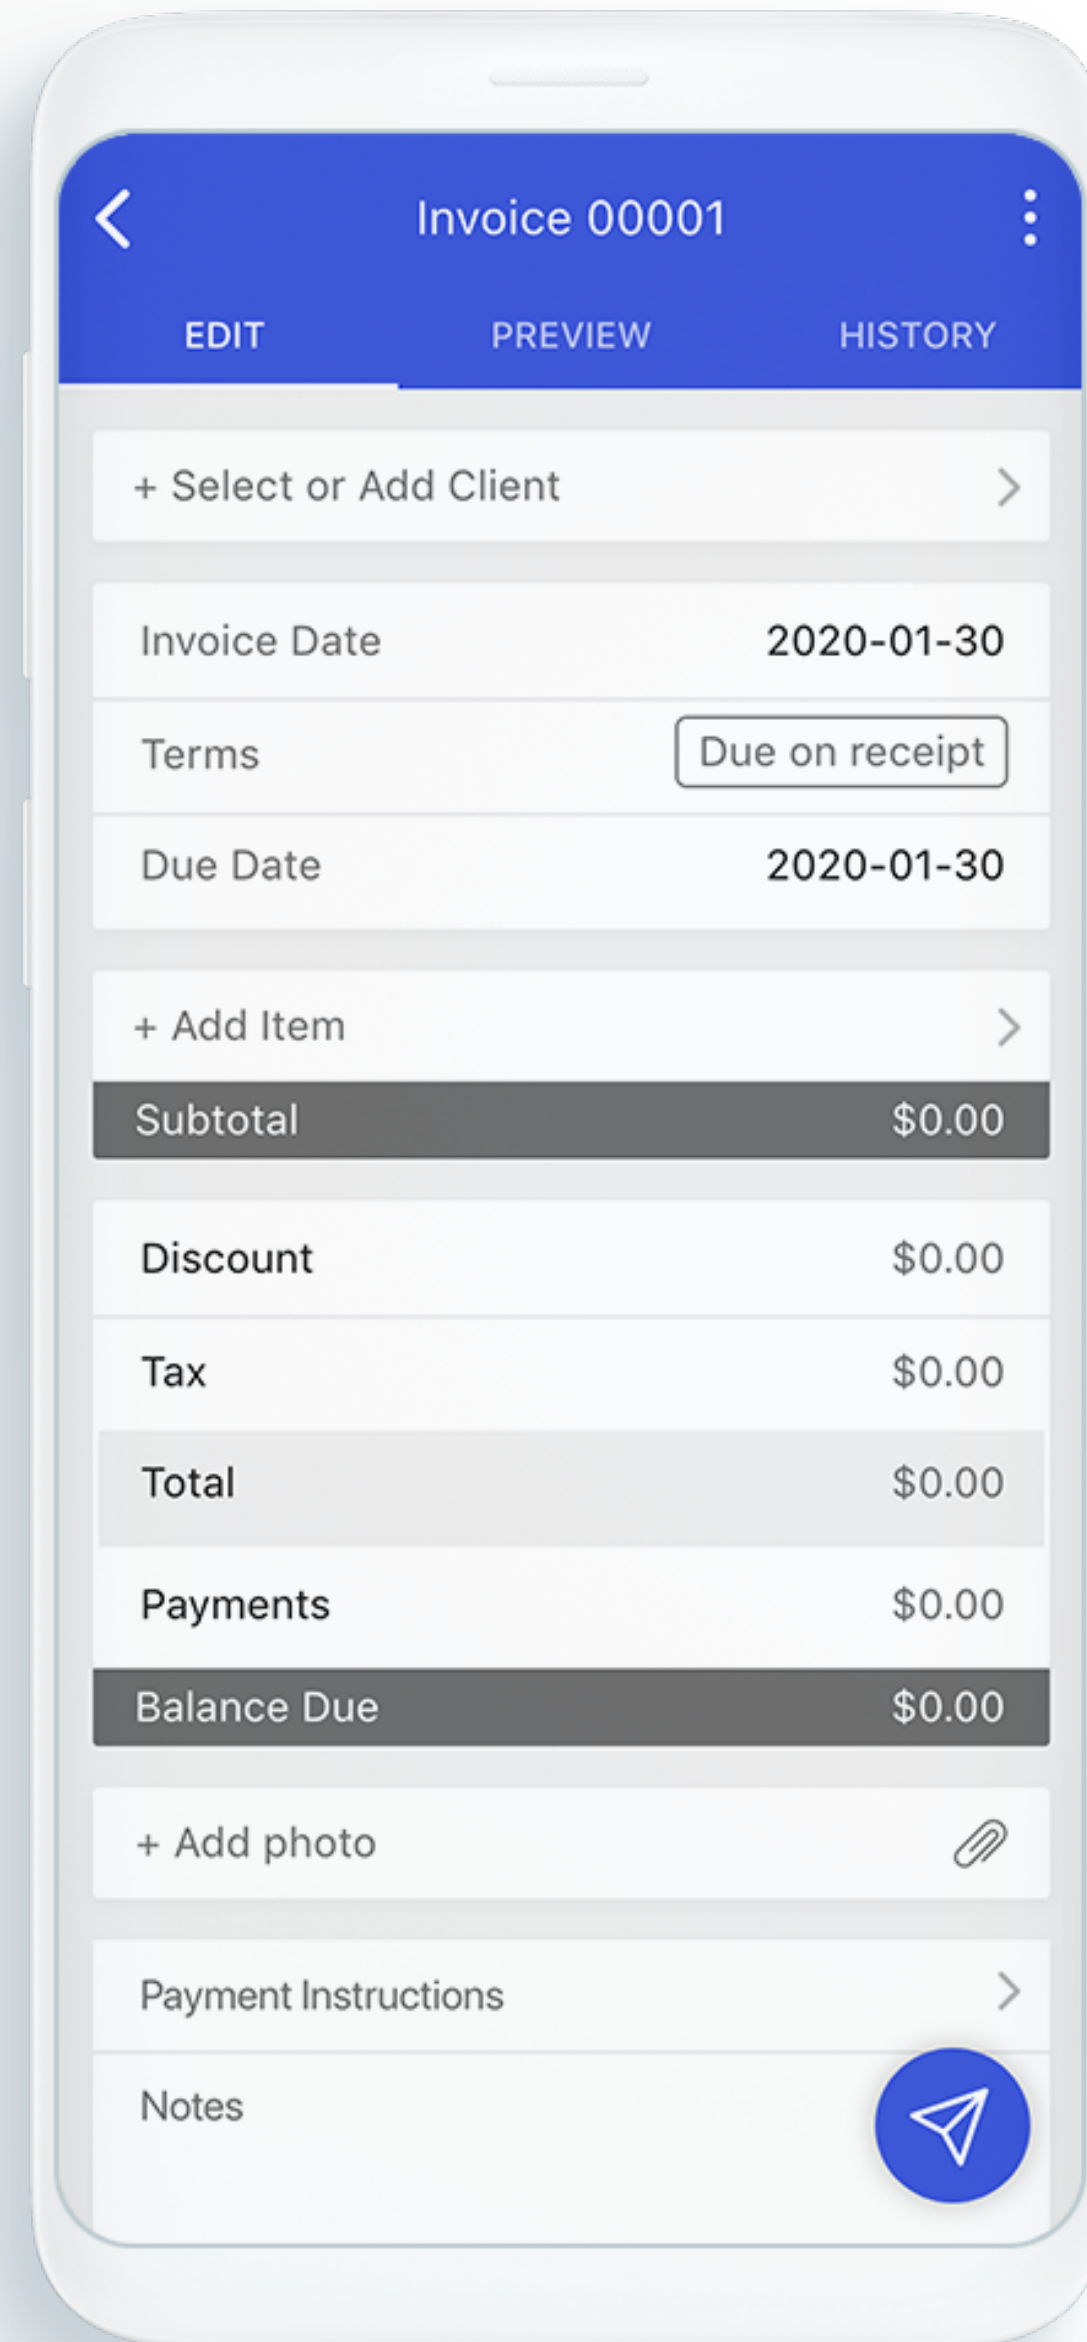 Invoice 00001
EDIT PREVIEW HISTORY
+ Select or Add Client
Invoice Date 2020-01-30
Terms Due on receipt
Due Date 2020-01-30
+ Add Item
Subtotal $0.00
Discount $0.00
Tax $0.00
Total $0.00
Payments $0.00
Balance Due $0.00
+ Add photo
Payment Instructions
Notes